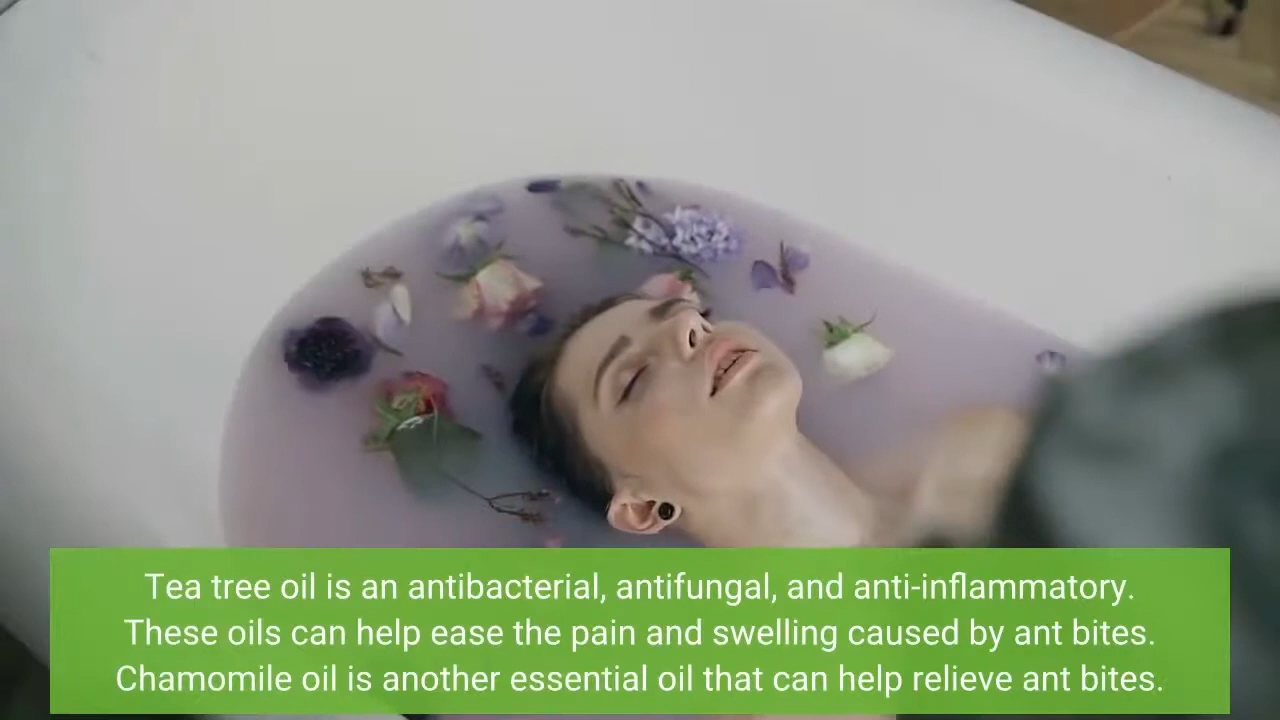 Tea tree oil is an antibacterial, antifungal, and anti-inflammatory.
These oils can help ease the pain and swelling caused by ant bites.
Chamomile oil is another essential oil that can help relieve ant bites.